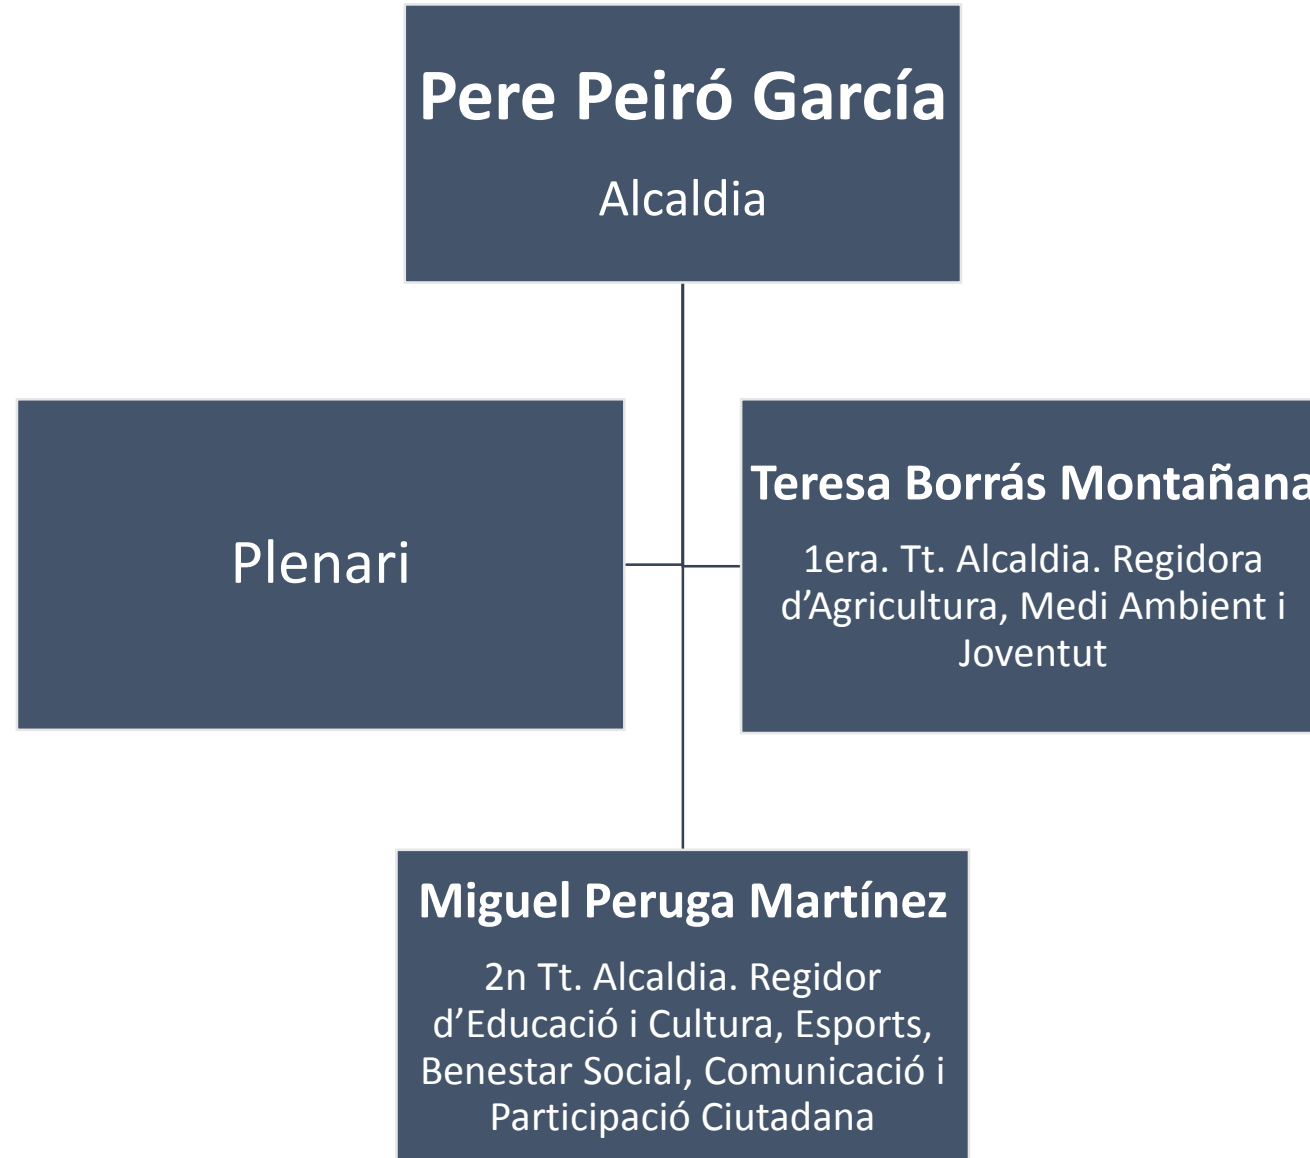 Pere Peiró García
Alcaldia
Plenari
Teresa Borrás Montañana
1era. Tt. Alcaldia. Regidora
d’Agricultura, Medi Ambient i
Joventut
Miguel Peruga Martínez
2n Tt. Alcaldia. Regidor
d’Educació i Cultura, Esports,
Benestar Social, Comunicació i
Participació Ciutadana